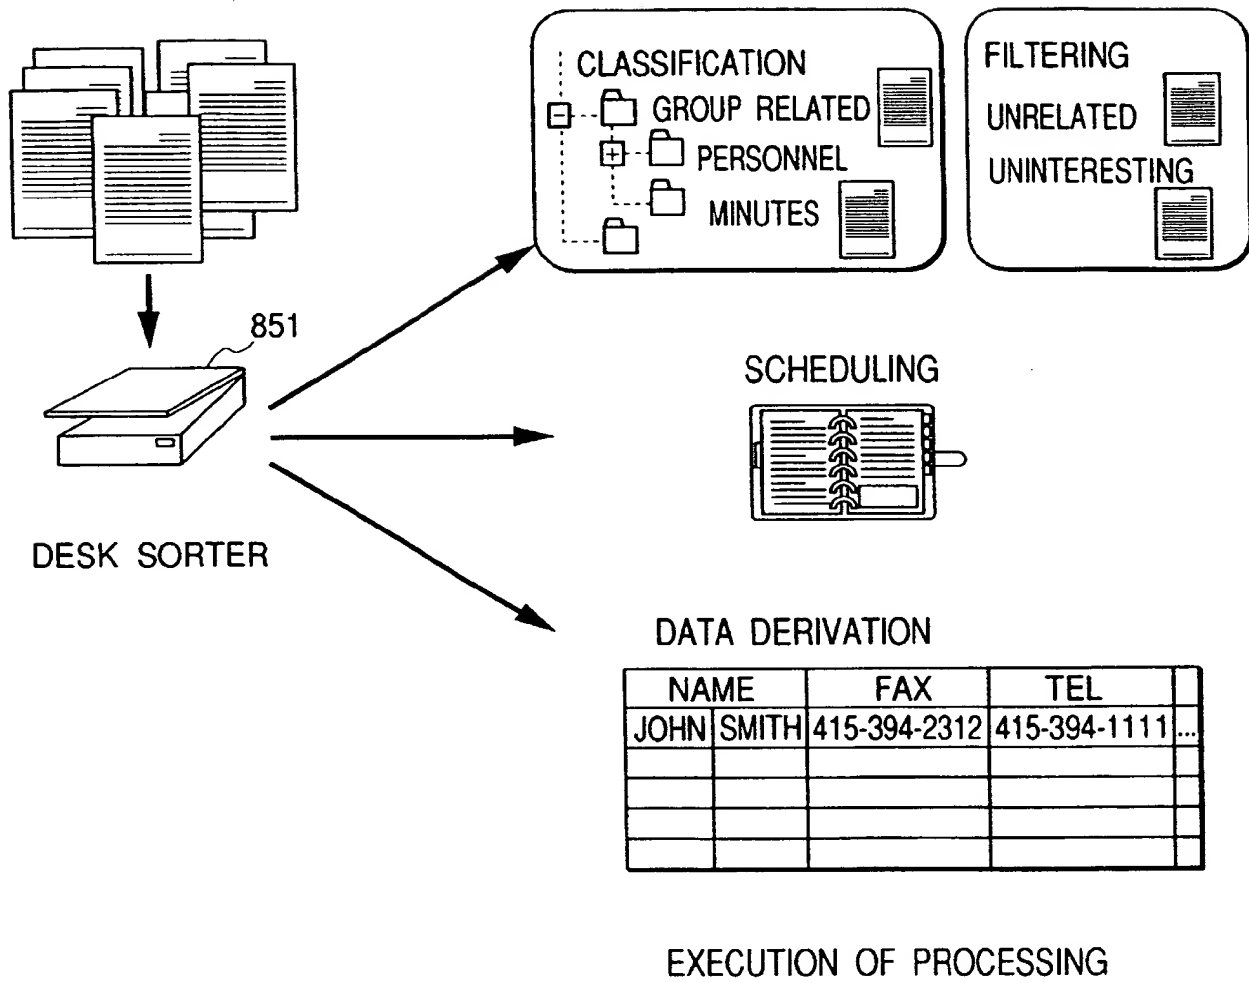 CLASSIFICATION
GROUP RELATED
PERSONNEL
MINUTES
FILTERING
UNRELATED
UNINTERESTING
851
DESK SORTER
SCHEDULING
DATA DERIVATION
NAME FAX TEL
JOHN SMITH 415-394-2312 415-394-1111 ...
EXECUTION OF PROCESSING